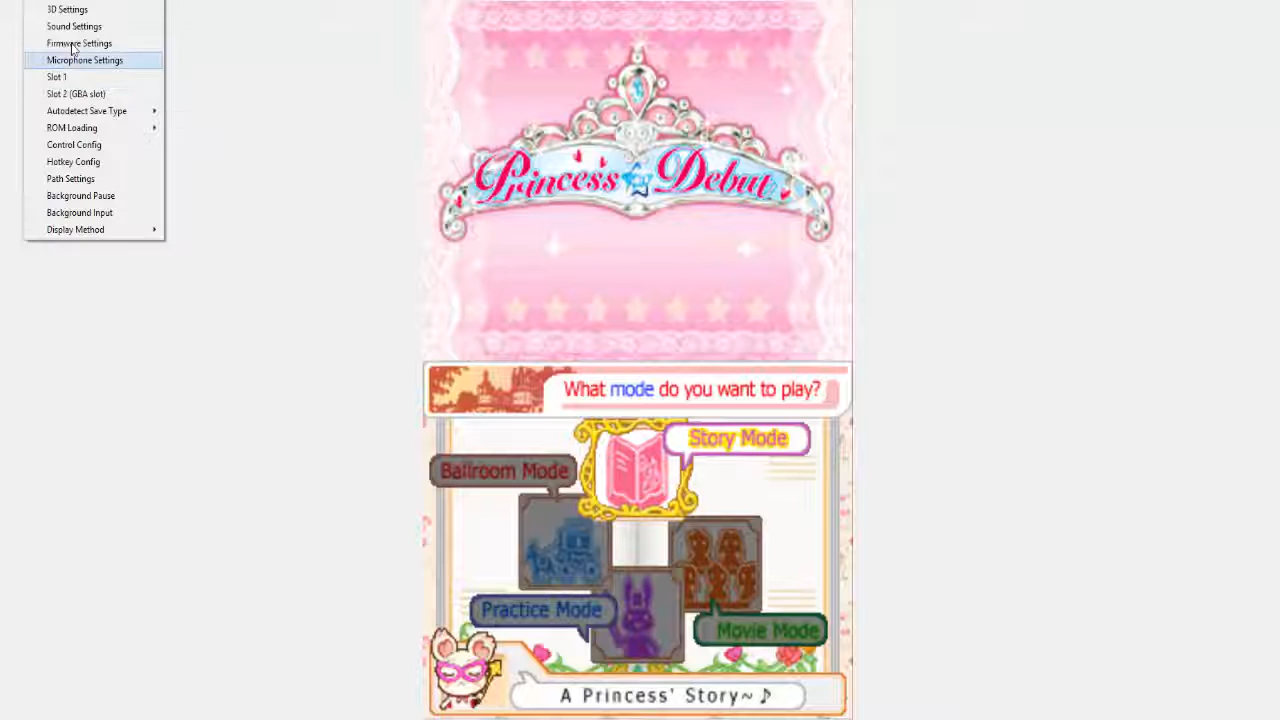 3D Settings
Sound Settings
Firmware Settings
Microphone Settings
Slot 1
Slot 2 (GBA slot)
Autodetect Save Type
ROM Loading
Control Config
Hotkey Config
Path Settings
Background Pause
Background Input
Display Method
Princess Debut
What mode do you want to play?
Story Mode
Ballroom Mode
Practice Mode
Movie Mode
A Princess' Story~♪